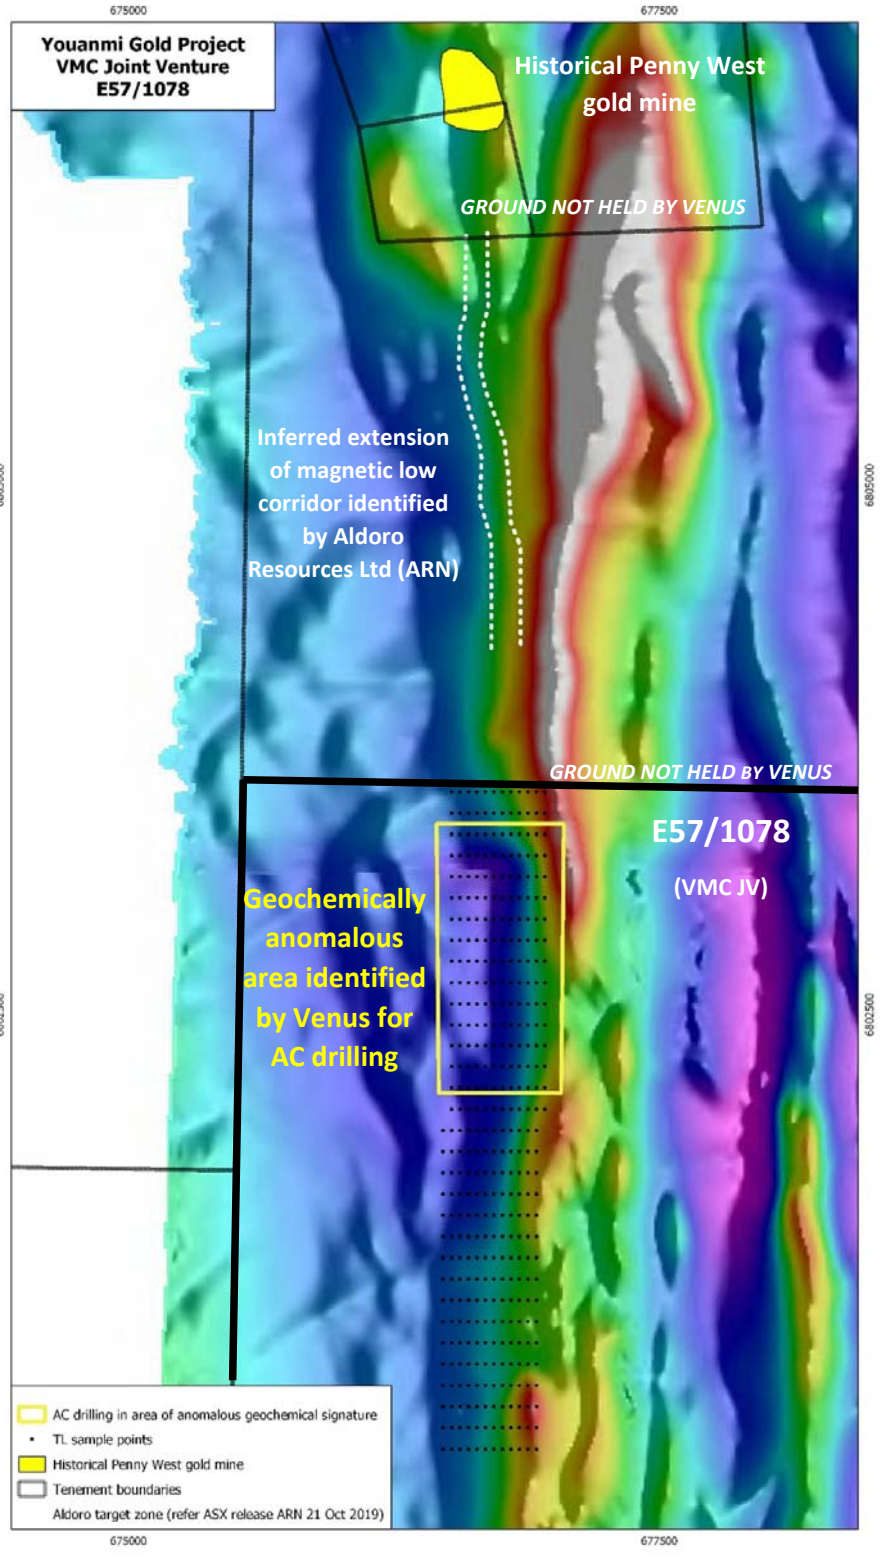 675000
677500
Youanmi Gold Project
VMC Joint Venture
E57/1078
Historical Penny West
gold mine
GROUND NOT HELD BY VENUS
Inferred extension
of magnetic low
corridor identified
by Aldoro
Resources Ltd (ARN)
6805000
GROUND NOT HELD BY VENUS
E57/1078
(VMC JV)
Geochemically
anomalous
area identified
by Venus for
AC drilling
6802500
AC drilling in area of anomalous geochemical signature
TL sample points
Historical Penny West gold mine
Tenement boundaries
Aldoro target zone (refer ASX release ARN 21 Oct 2019)
675000
677500